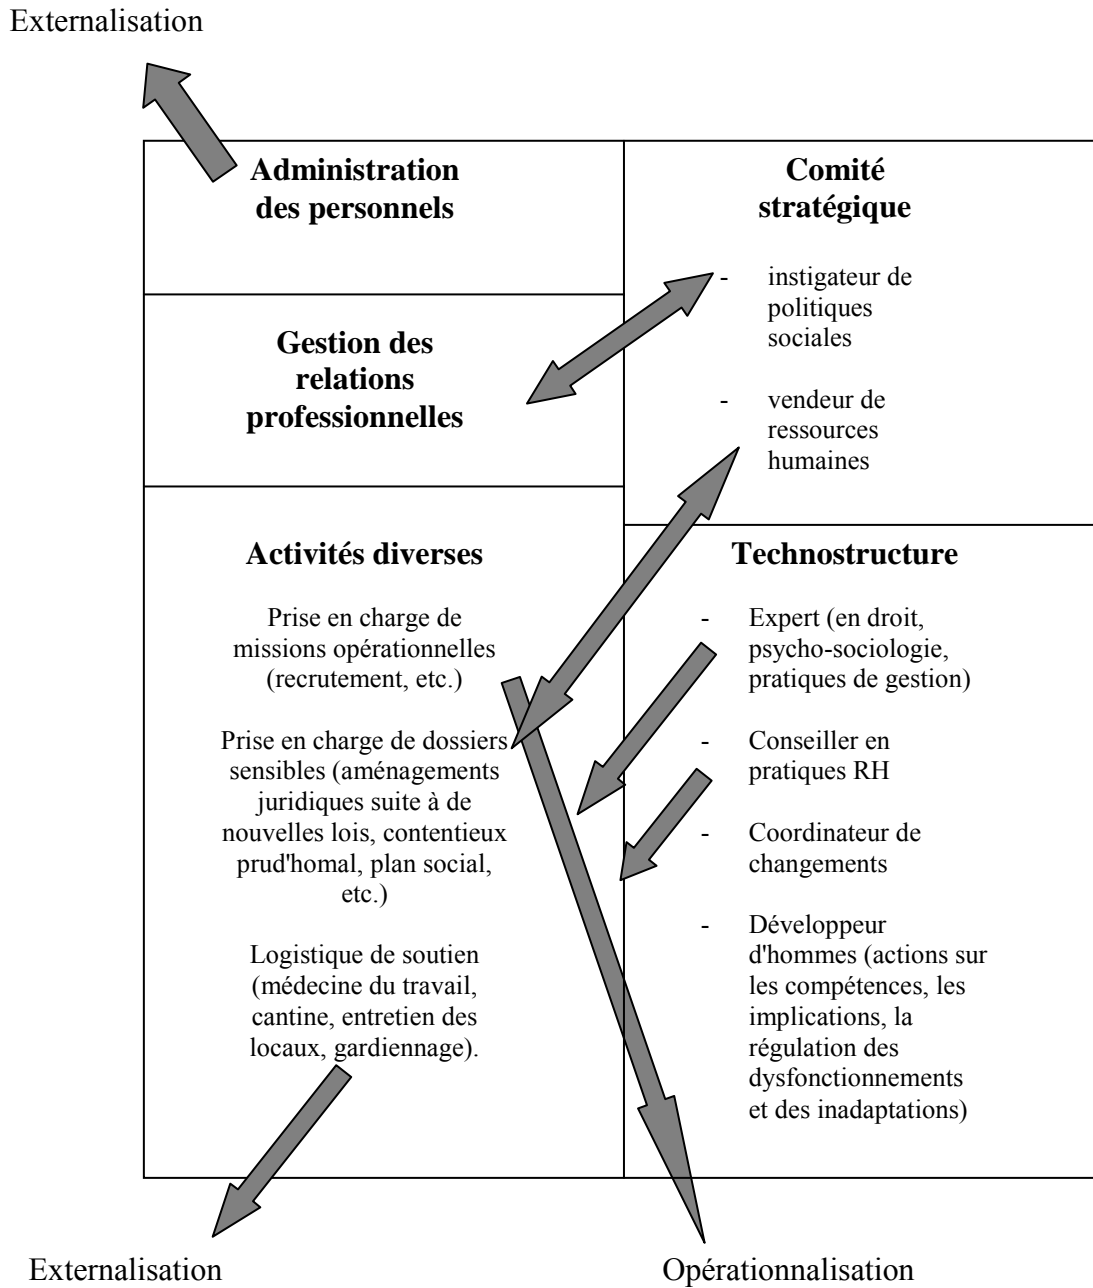 Externalisation
Administration
des personnels
Gestion des
relations
professionnelles
Activités diverses
Prise en charge de
missions opérationnelles
(recrutement, etc.)
Prise en charge de dossiers
sensibles (aménagements
juridiques suite à de
nouvelles lois, contentieux
prud'homal, plan social,
etc.)
Logistique de soutien
(médecine du travail,
cantine, entretien des
locaux, gardiennage).
Comité
stratégique
- instigateur de
politiques
sociales
- vendeur de
ressources
humaines
Technostructure
- Expert (en droit,
psycho-sociologie,
pratiques de gestion)
- Conseiller en
pratiques RH
- Coordinateur de
changements
- Développeur
d'hommes (actions sur
les compétences, les
implications, la
régulation des
dysfonctionnements
et des inadaptations)
Externalisation
Opérationnalisation